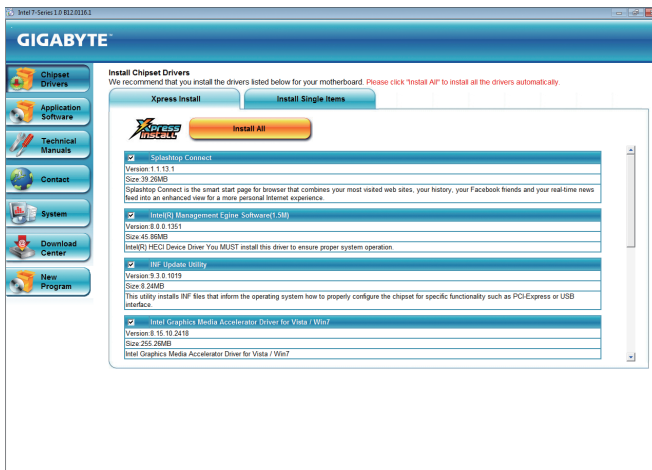 Intel 7-Series 1.0 B12.0116.1
GIGABYTE™
Chipset
Drivers
Application
Software
Technical
Manuals
Contact
System
Download
Center
New
Program
Install Chipset Drivers
We recommend that you install the drivers listed below for your motherboard. Please click "Install All" to install all the drivers automatically.
Xpress Install
Install Single Items
Xpress
Install
Install All
Splashtop Connect
Version:1.1.13.1
Size:39.26MB
Splashtop Connect is the smart start page for browser that combines your most visited web sites, your history, your Facebook friends and your real-time news
feed into an enhanced view for a more personal Internet experience.
Intel(R) Management Egine Software(1.5M)
Version:8.0.0.1351
Size:45.86MB
Intel(R) HECI Device Driver You MUST install this driver to ensure proper system operation.
INF Update Utility
Version:9.3.0.1019
Size:8.24MB
This utility installs INF files that inform the operating system how to properly configure the chipset for specific functionality such as PCI-Express or USB
interface.
Intel Graphics Media Accelerator Driver for Vista / Win7
Version:8.15.10.2418
Size:255.26MB
Intel Graphics Media Accelerator Driver for Vista / Win7